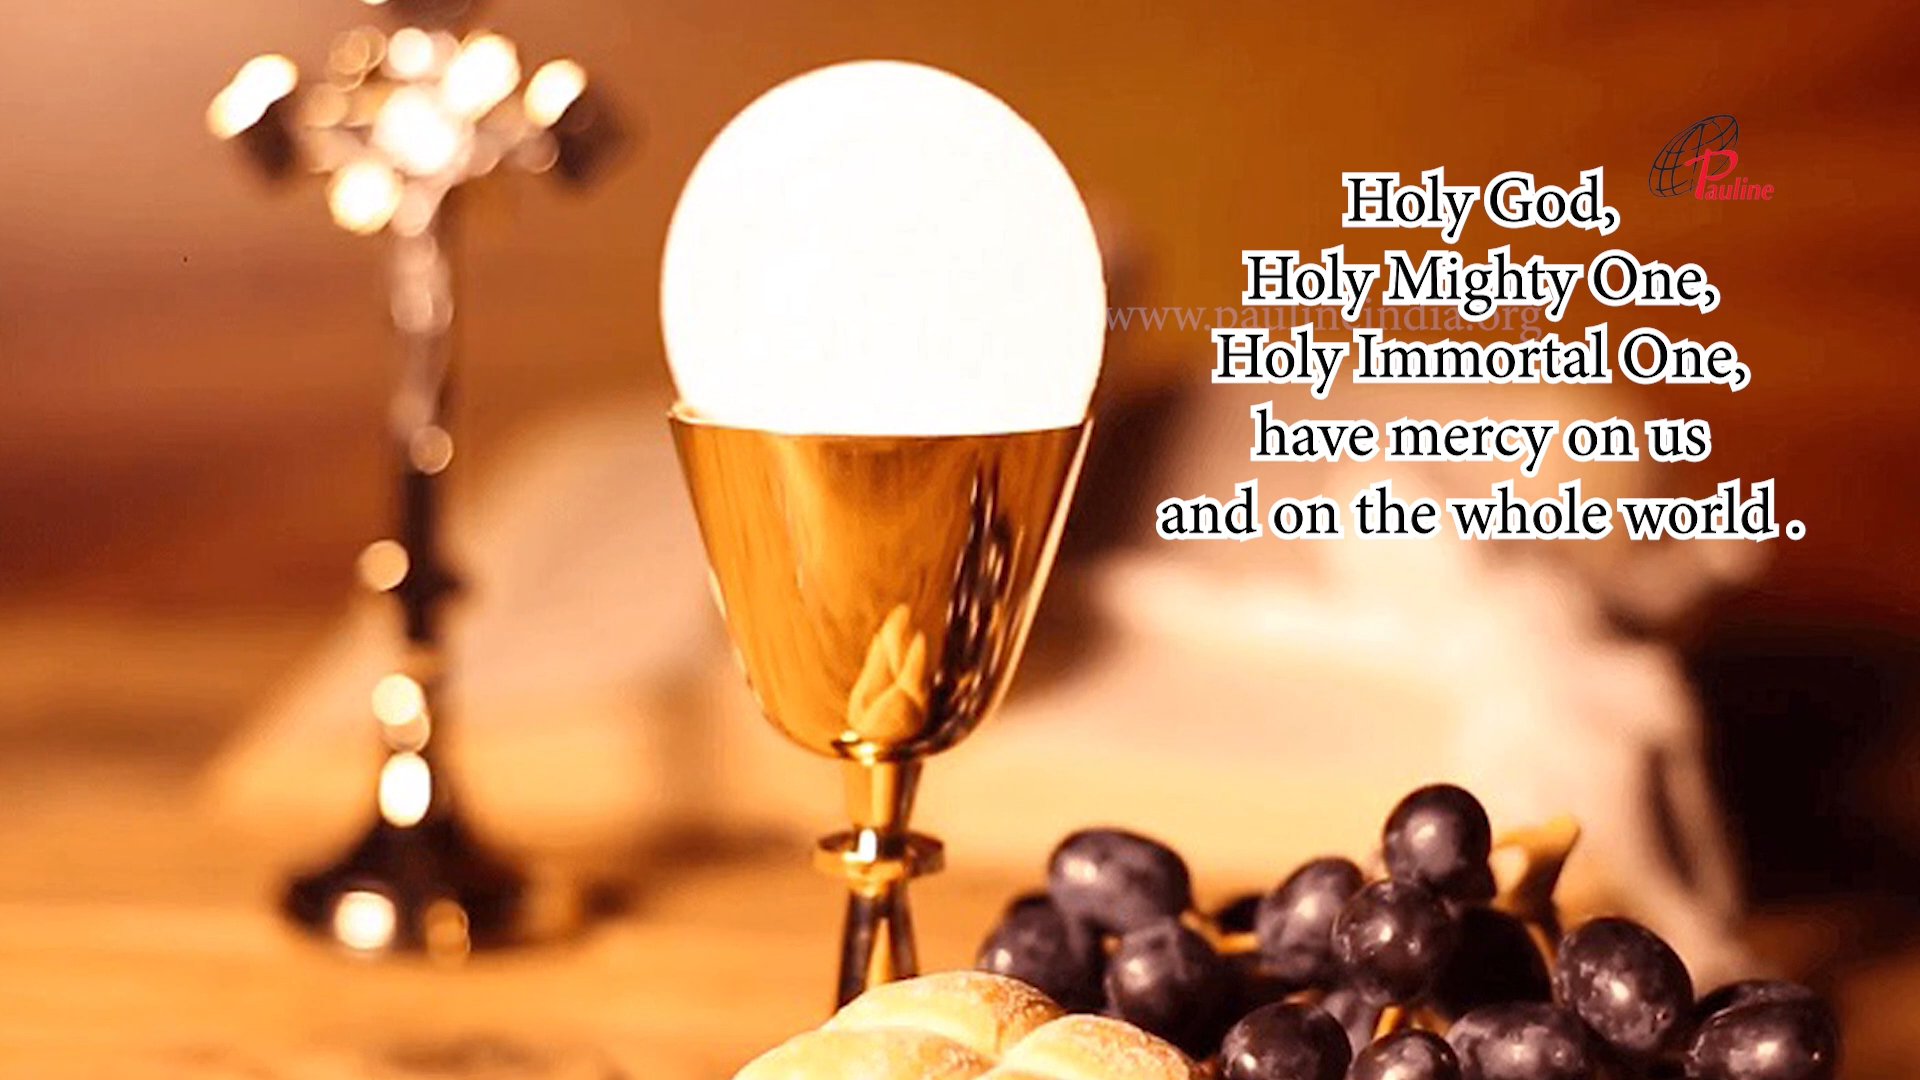 Pauline
Holy God,
Holy Mighty One,
www.paulineindia.org
Holy Immortal One,
have mercy on us
and on the whole world .